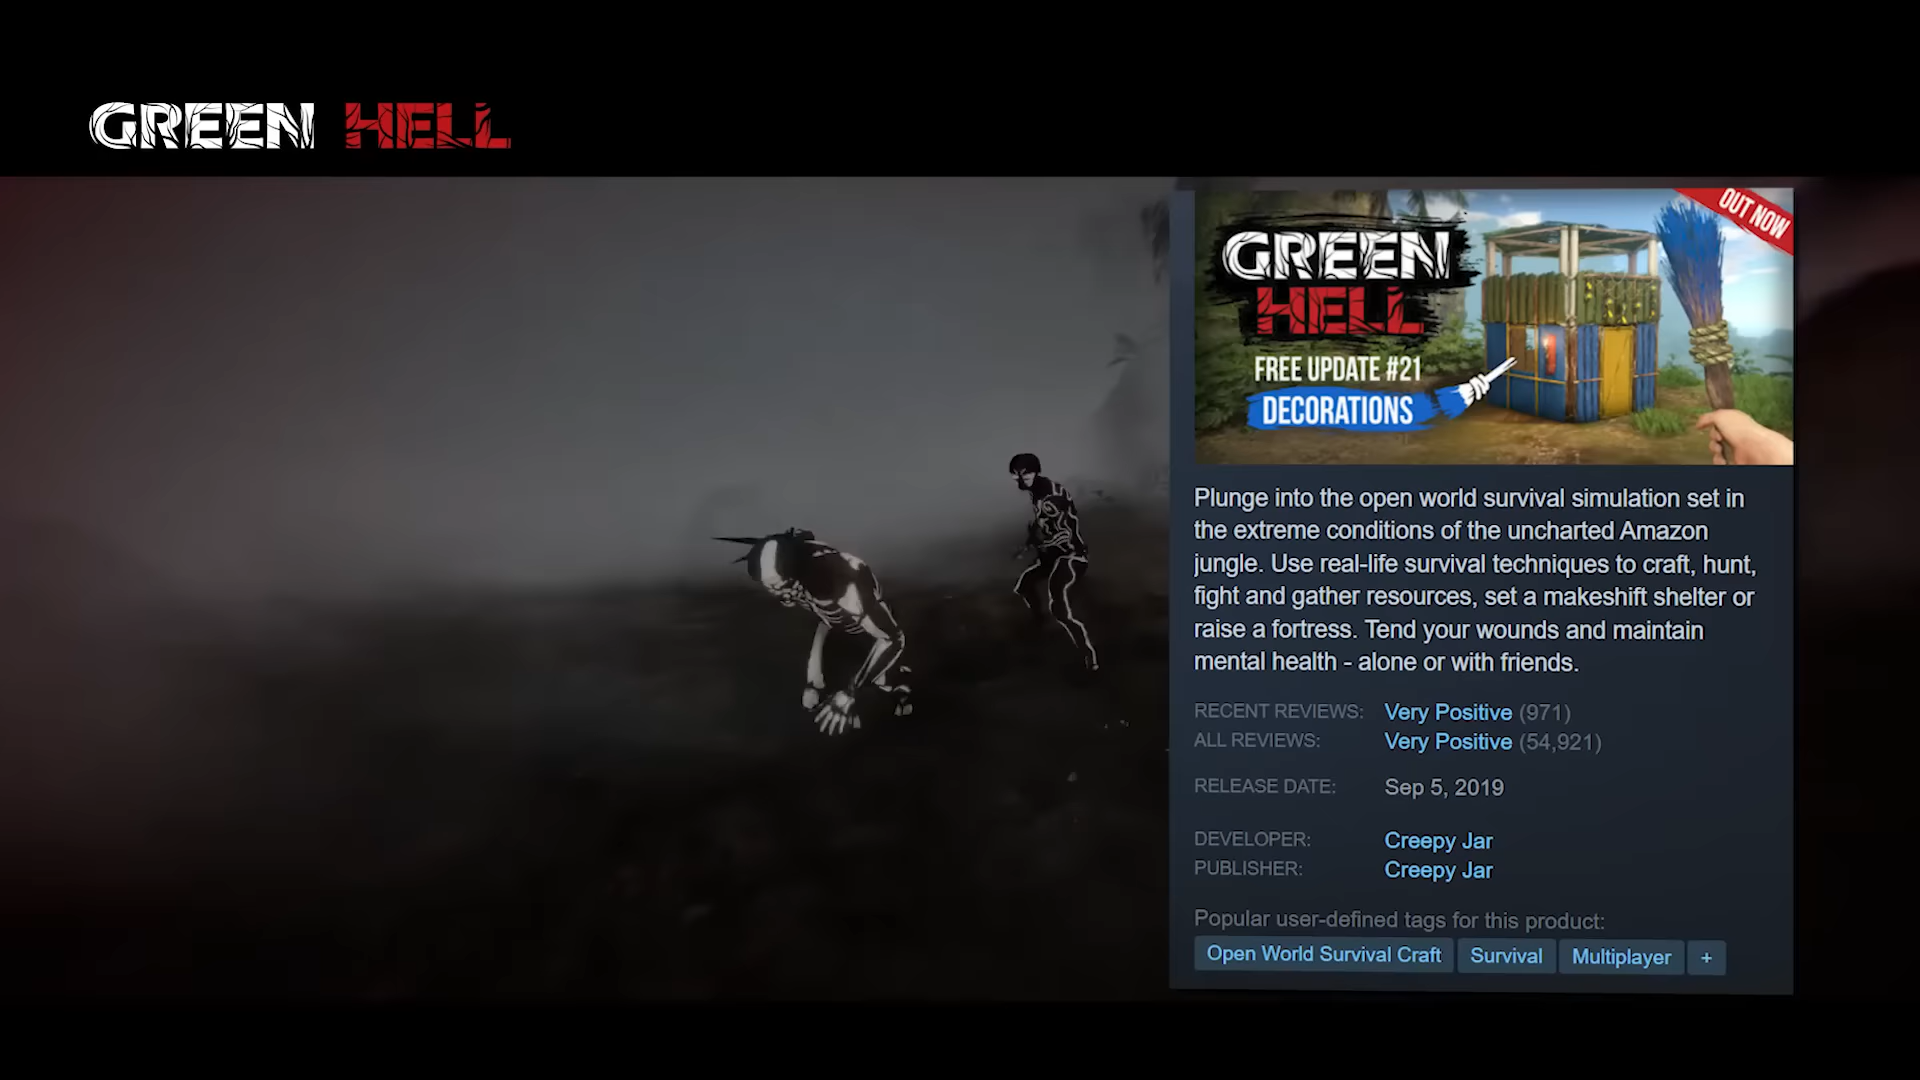 GREEN HELL
OUT NOW
GREEN
HELL
FREE UPDATE #21
DECORATIONS
Plunge into the open world survival simulation set in
the extreme conditions of the uncharted Amazon
jungle. Use real-life survival techniques to craft, hunt,
fight and gather resources, set a makeshift shelter or
raise a fortress. Tend your wounds and maintain
mental health - alone or with friends.
RECENT REVIEWS: Very Positive (971)
ALL REVIEWS: Very Positive (54,921)
RELEASE DATE: Sep 5, 2019
DEVELOPER: Creepy Jar
PUBLISHER: Creepy Jar
Popular user-defined tags for this product:
Open World Survival Craft Survival Multiplayer +